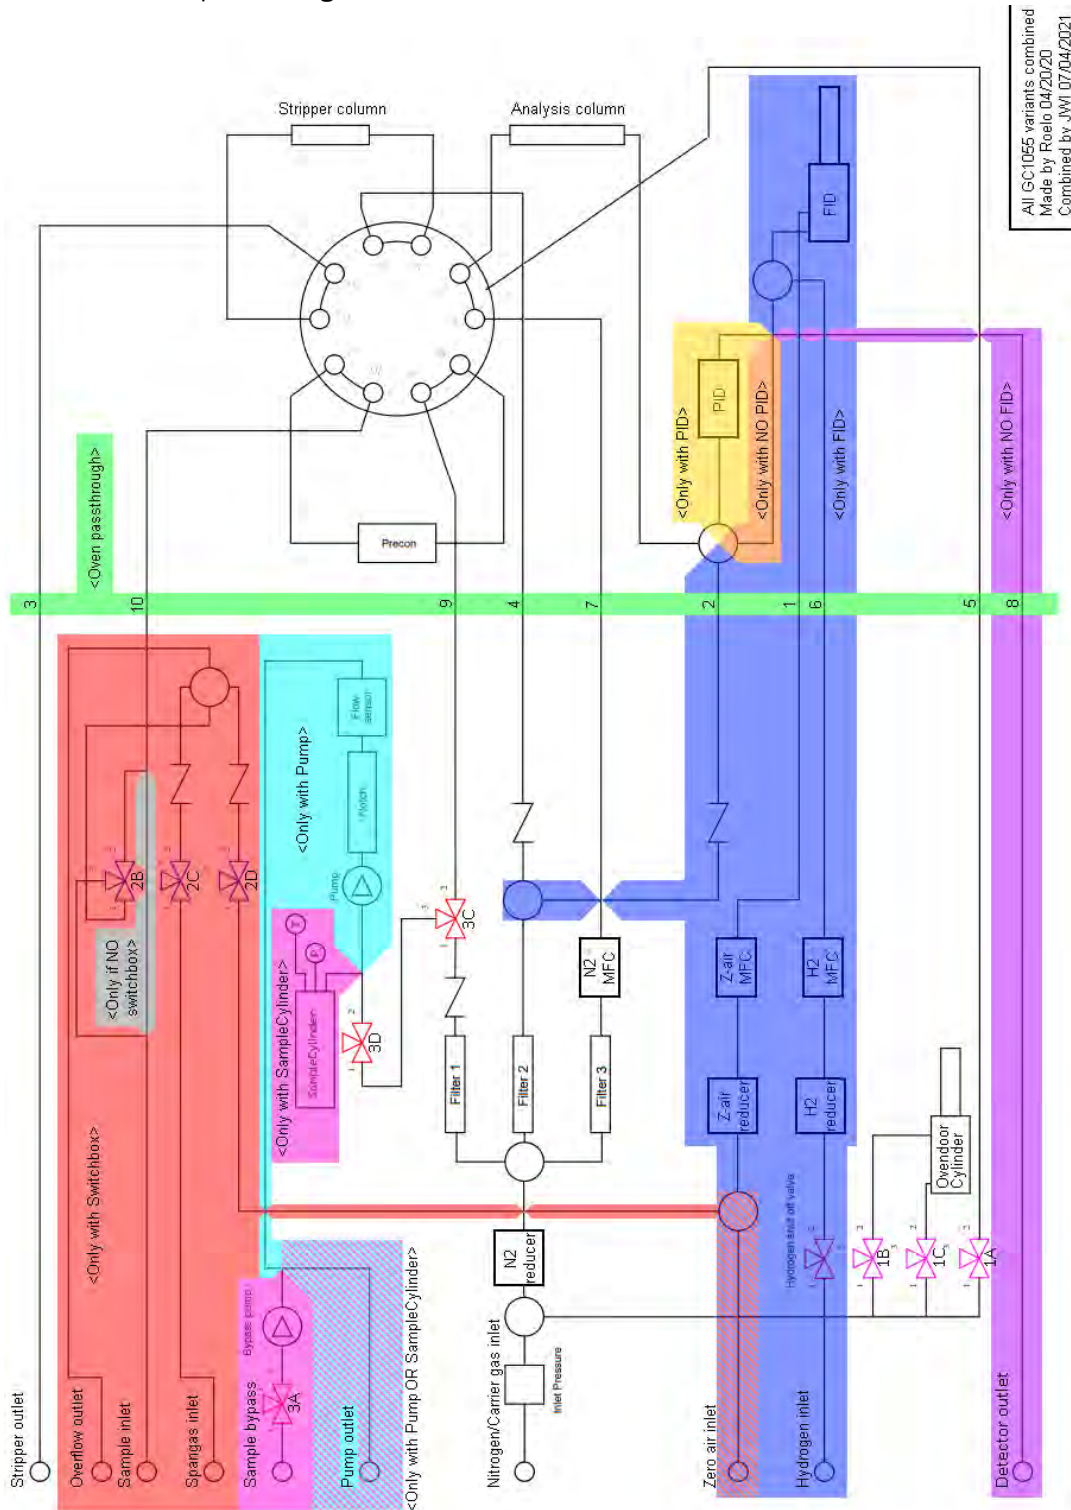 All GC1055 variants combined
Made by Roelo 04/20/20
Combined by JWI 07/04/2021
Stripper column
Analysis column
FID
PID
<Only with PID>
<Only with NO PID>
<Only with FID>
<Only with NO FID>
Precon
<Oven passthrough>
3
10
9
4
7
2
1
6
5
8
Flow
sensor
Notch
Pump
<Only with Pump>
2B
2C
2D
<Only if NO
switchbox>
<Only with Switchbox>
<Only with SampleCylinder>
SampleCylinder
P
3D
3C
N2
MFC
Z-air
MFC
H2
MFC
Filter 1
Filter 2
Filter 3
Z-air
reducer
H2
reducer
Ovendoor
Cylinder
N2
reducer
Hydrogen shut off valve
1B
1C
1A
Bypass pump
3A
<Only with Pump OR SampleCylinder>
Inlet Pressure
Stripper outlet
Overflow outlet
Sample inlet
Spangas inlet
Sample bypass
Pump outlet
Nitrogen/Carrier gas inlet
Zero air inlet
Hydrogen inlet
Detector outlet